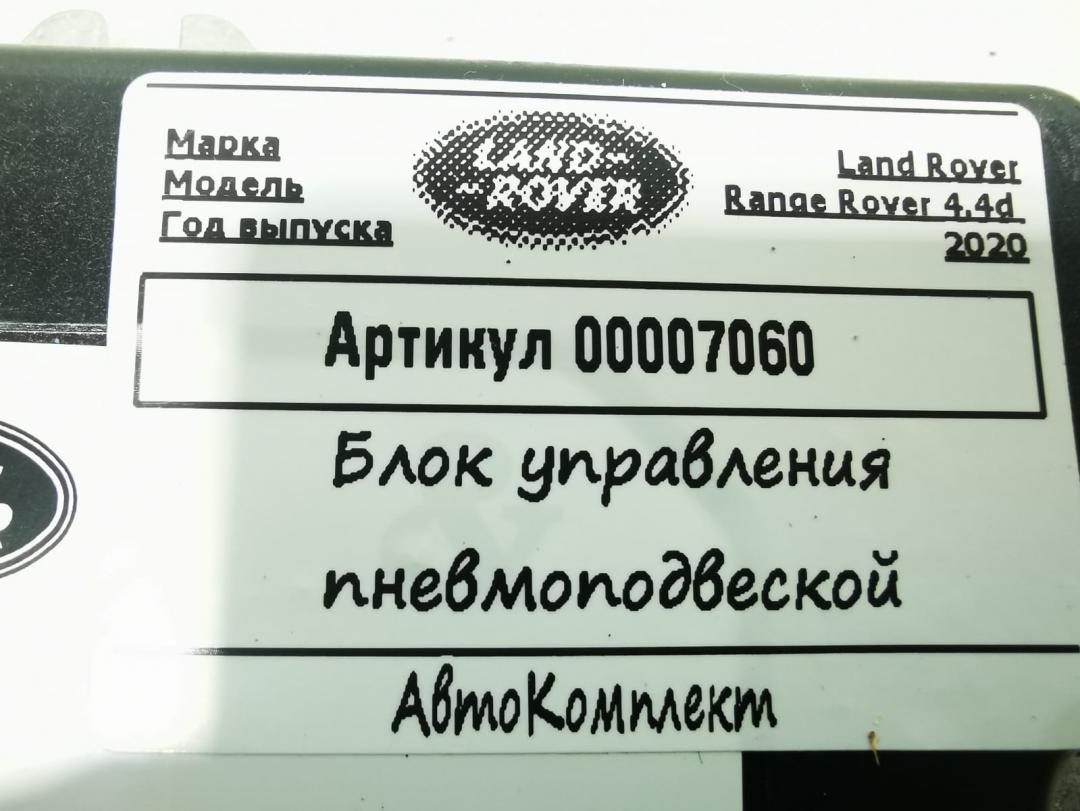 Марка
Модель
Год выпуска
LAND-
-ROVER
Land Rover
Range Rover 4.4d
2020
Артикул 00007060
Блок управления
пневмоподвеской
АвтоКомплект